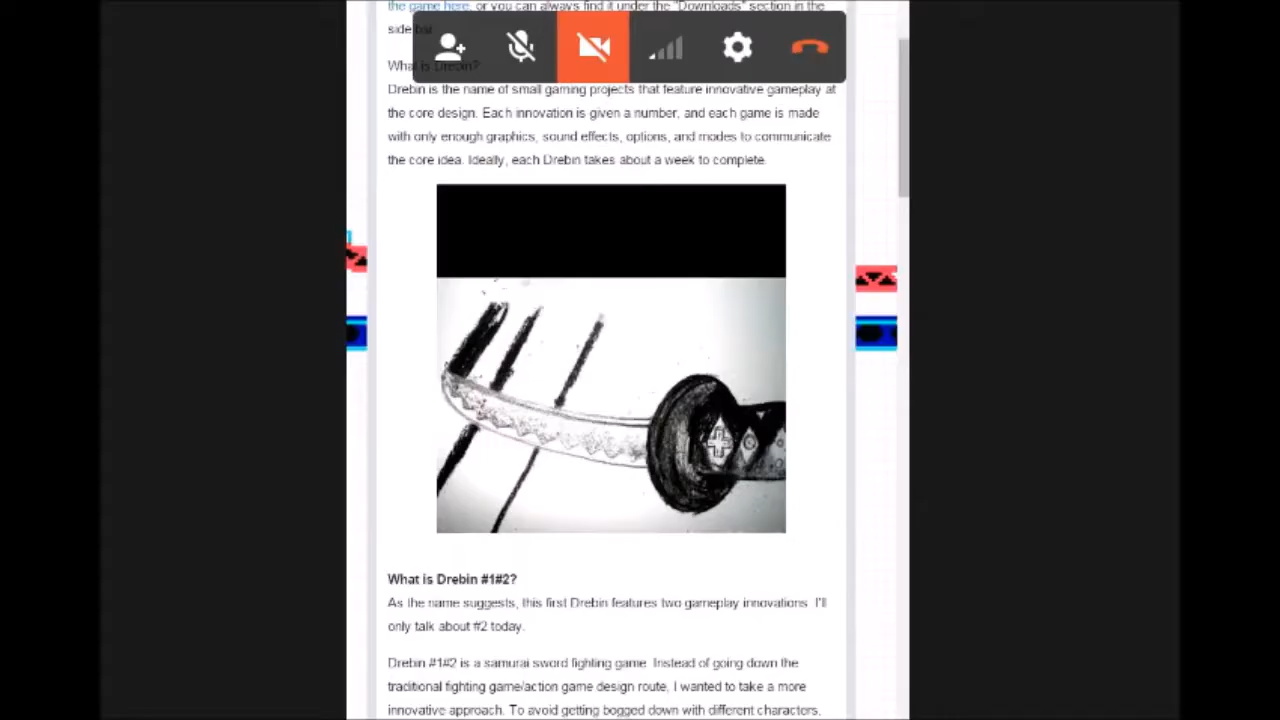 the game here, or you can always find it under the "Downloads" section in the
side bar
What is Drebin?
Drebin is the name of small gaming projects that feature innovative gameplay at
the core design. Each innovation is given a number, and each game is made
with only enough graphics, sound effects, options, and modes to communicate
the core idea. Ideally, each Drebin takes about a week to complete.
What is Drebin #1#2?
As the name suggests, this first Drebin features two gameplay innovations. I'll
only talk about #2 today.
Drebin #1#2 is a samurai sword fighting game. Instead of going down the
traditional fighting game/action game design route, I wanted to take a more
innovative approach. To avoid getting bogged down with different characters,